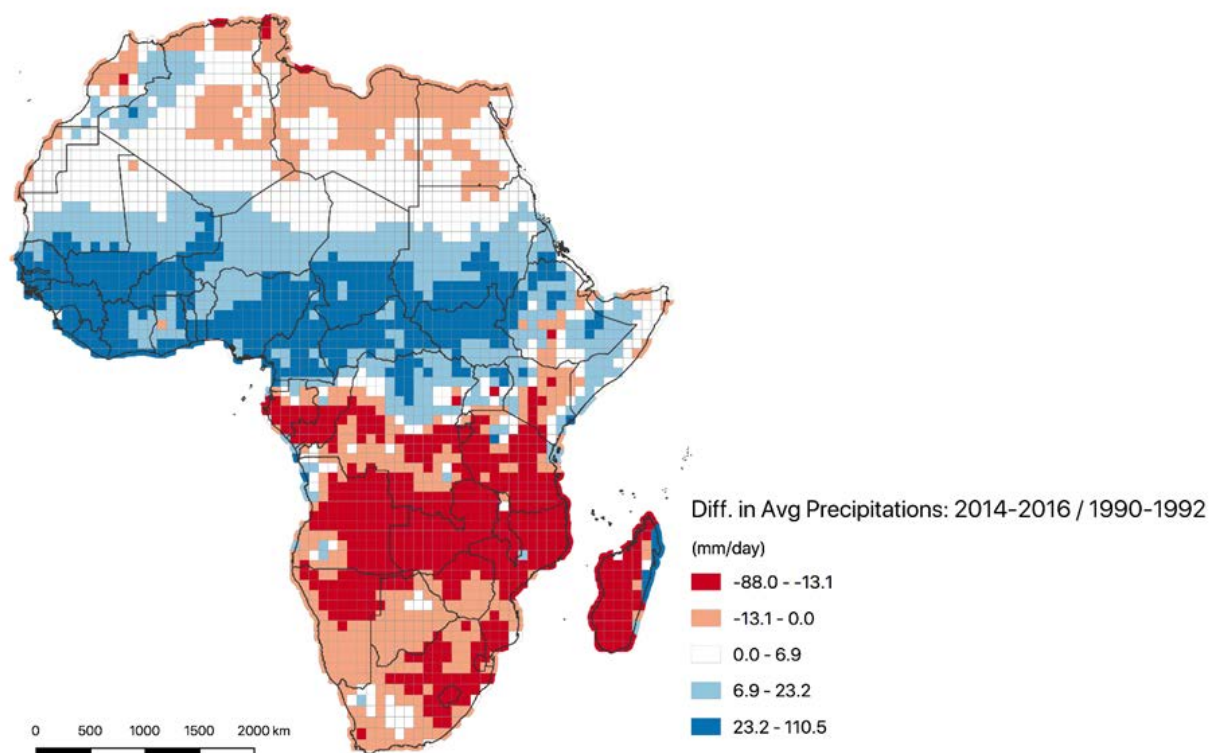 Diff. in Avg Precipitations: 2014-2016 / 1990-1992
(mm/day)
-88.0 - -13.1
-13.1 - 0.0
0.0 - 6.9
6.9 - 23.2
23.2 - 110.5
0 500 1000 1500 2000 km